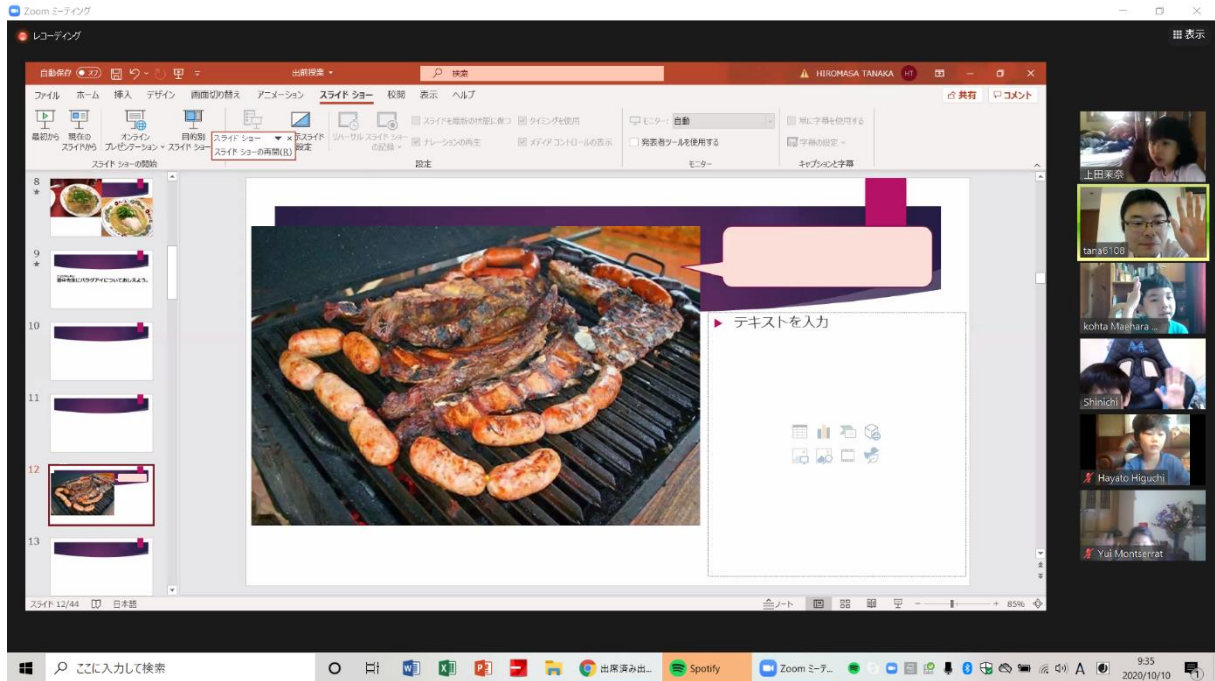 Zoom ミーティング
レコーディング
表示
自動保存
出前授業
検索
HIROMASA TANAKA
HT
ファイル ホーム 挿入 デザイン 画面切り替え アニメーション スライド ショー 校閲 表示 ヘルプ
共有 コメント
最初から 現在の スライドから オンライン プレゼンテーション 目的別 スライド ショー
スライド ショー
スライド ショーの再開(R)
設定
リハーサル スライド ショー の記録
スライドを最新の状態に保つ タイミングを使用
ナレーションの再生 メディア コントロールの表示
モニター: 自動
発表者ツールを使用する
常に字幕を使用する
字幕の設定
スライド ショーの開始 設定 モニター キャプションと字幕
8
9
10
11
12
13
テキストを入力
上田茉奈
tana6108
kohta Maehara ...
Shinichi
Hayato Higuchi
Yui Montserrat
スライド 12/44 日本語
ノート
85%
ここに入力して検索
出席済み出...
Spotify
Zoom ミーテ...
A
9:35
2020/10/10